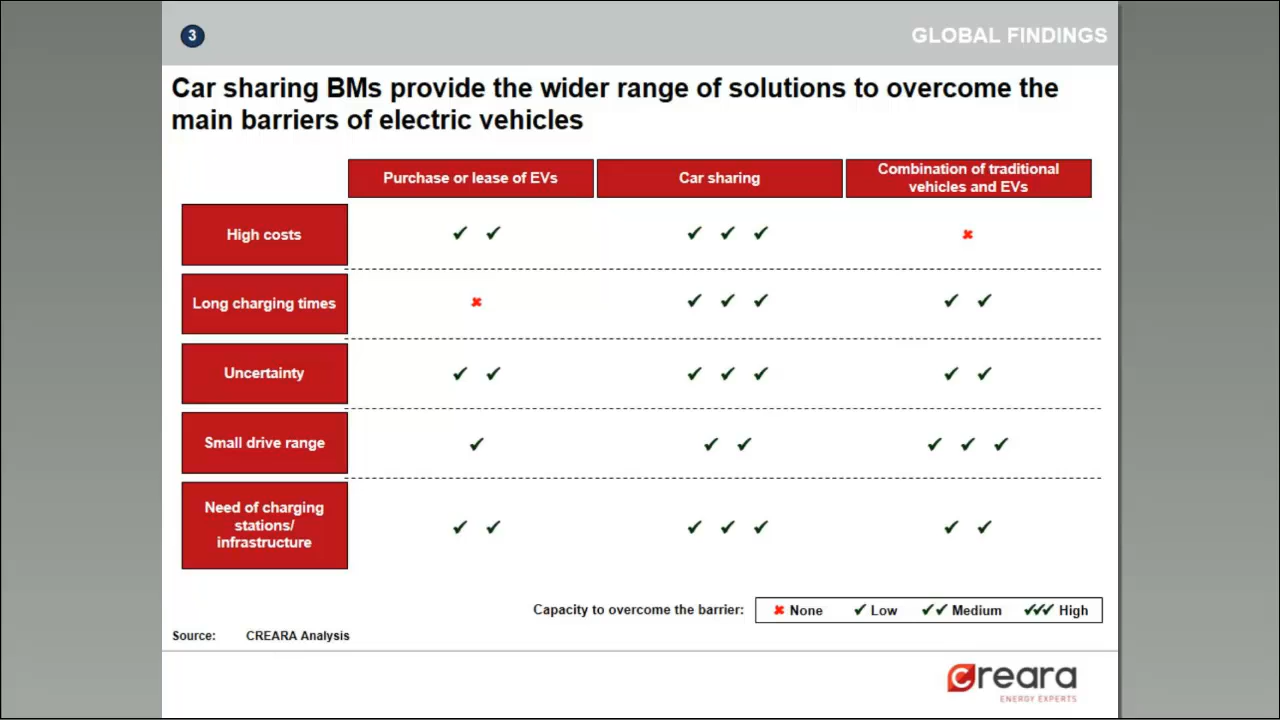 3
GLOBAL FINDINGS
Car sharing BMs provide the wider range of solutions to overcome the
main barriers of electric vehicles
Purchase or lease of EVs
Car sharing
Combination of traditional
vehicles and EVs
High costs
✔ ✔
✔ ✔ ✔
✖
Long charging times
✖
✔ ✔ ✔
✔ ✔
Uncertainty
✔ ✔
✔ ✔ ✔
✔ ✔
Small drive range
✔
✔ ✔
✔ ✔ ✔
Need of charging
stations/
infrastructure
✔ ✔
✔ ✔ ✔
✔ ✔
Capacity to overcome the barrier: ✖ None ✔ Low ✔✔ Medium ✔✔✔ High
Source: CREARA Analysis
creara
ENERGY EXPERTS